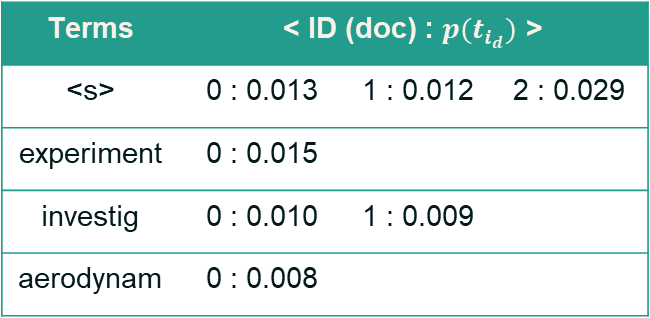 Terms < ID (doc) : p(t_{i_d}) >
<s> 0 : 0.013 1 : 0.012 2 : 0.029
experiment 0 : 0.015
investig 0 : 0.010 1 : 0.009
aerodynam 0 : 0.008